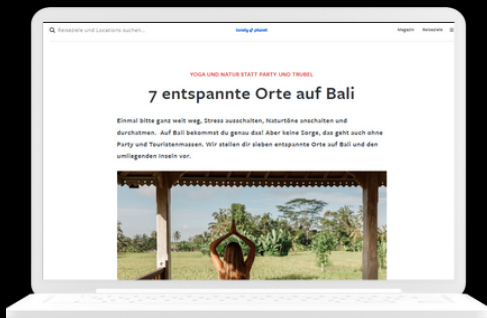 Reiseziele und Locations suchen...
lonely planet
Magazin
Reiseziele
YOGA UND NATUR STATT PARTY UND TRUBEL
7 entspannte Orte auf Bali
Einmal bitte ganz weit weg, Stress ausschalten, Naturtöne anschalten und
durchatmen. Auf Bali bekommst du genau das! Aber keine Sorge, das geht auch ohne
Party und Touristenmassen. Wir stellen dir sieben entspannte Orte auf Bali und den
umliegenden Inseln vor.